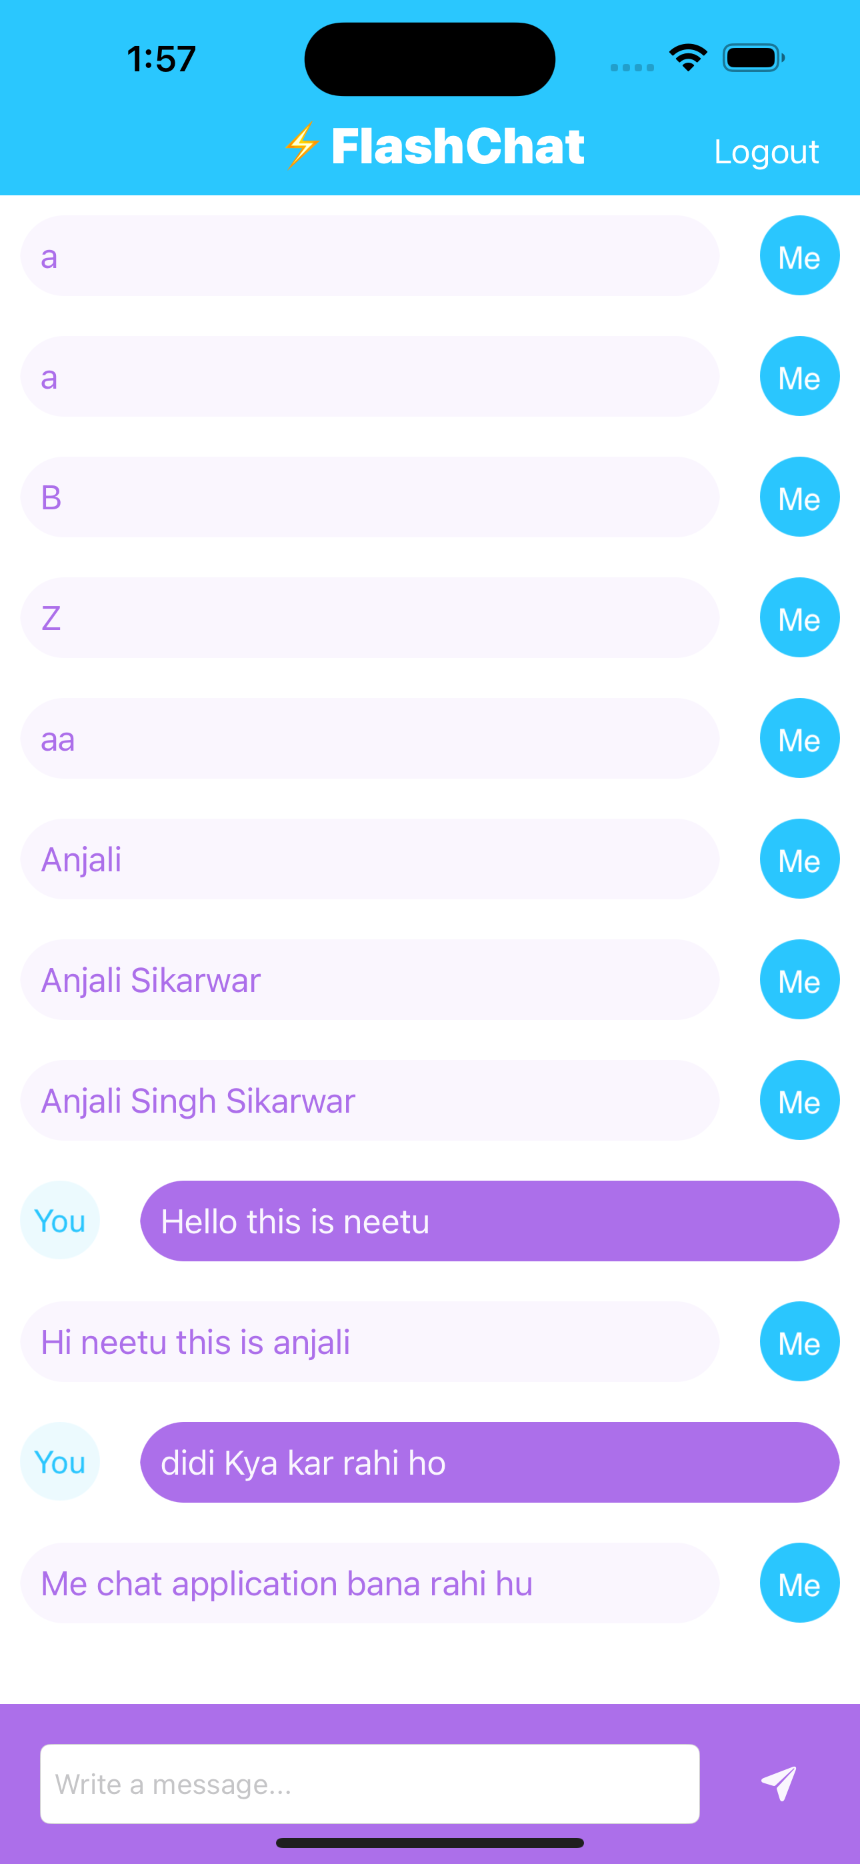 1:57
⚡️FlashChat
Logout
a
Me
a
Me
B
Me
Z
Me
aa
Me
Anjali
Me
Anjali Sikarwar
Me
Anjali Singh Sikarwar
Me
You
Hello this is neetu
Hi neetu this is anjali
Me
You
didi Kya kar rahi ho
Me chat application bana rahi hu
Me
Write a message...